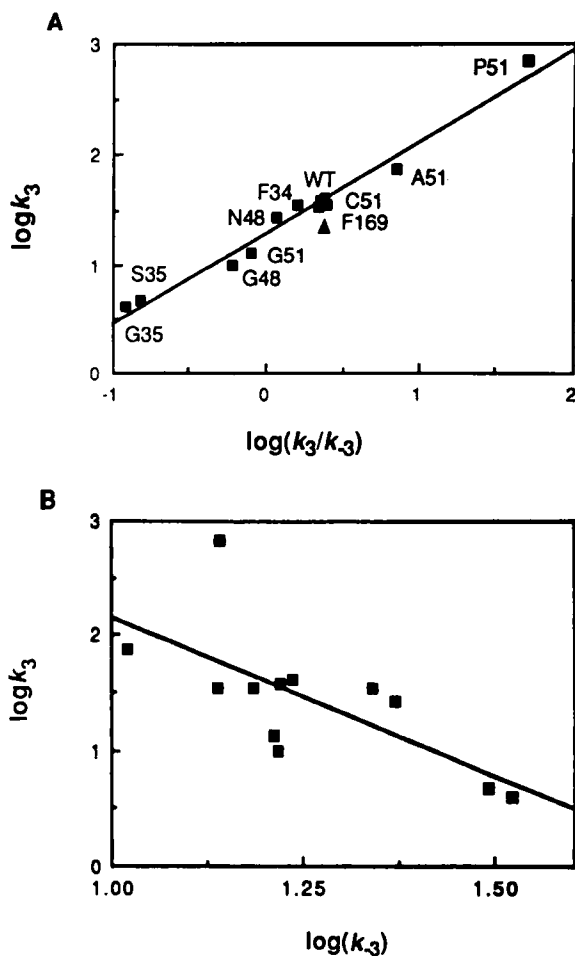 A
3
P51
2
WT
A51
F34
C51
logk₃
N48
F169
G51
1
G48
S35
G35
0
-1
0
1
2
log(k₃/k₋₃)
B
3
2
logk₃
1
0
1.00
1.25
1.50
log(k₋₃)